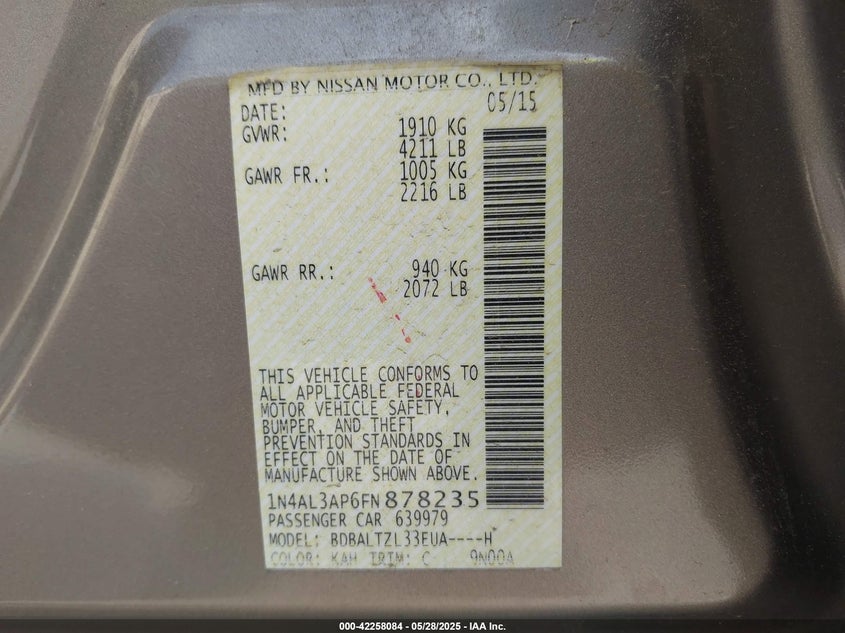 MFD BY NISSAN MOTOR CO., LTD.
DATE: 05/15
GVWR: 1910 KG
4211 LB
GAWR FR.: 1005 KG
2216 LB
GAWR RR.: 940 KG
2072 LB
THIS VEHICLE CONFORMS TO
ALL APPLICABLE FEDERAL
MOTOR VEHICLE SAFETY,
BUMPER, AND THEFT
PREVENTION STANDARDS IN
EFFECT ON THE DATE OF
MANUFACTURE SHOWN ABOVE.
1N4AL3AP6FN878235
PASSENGER CAR 639979
MODEL: BDBALTZL33EUA----H
COLOR: KAH TRIM: C 9N00A
000-42258084 - 05/28/2025 - IAA Inc.